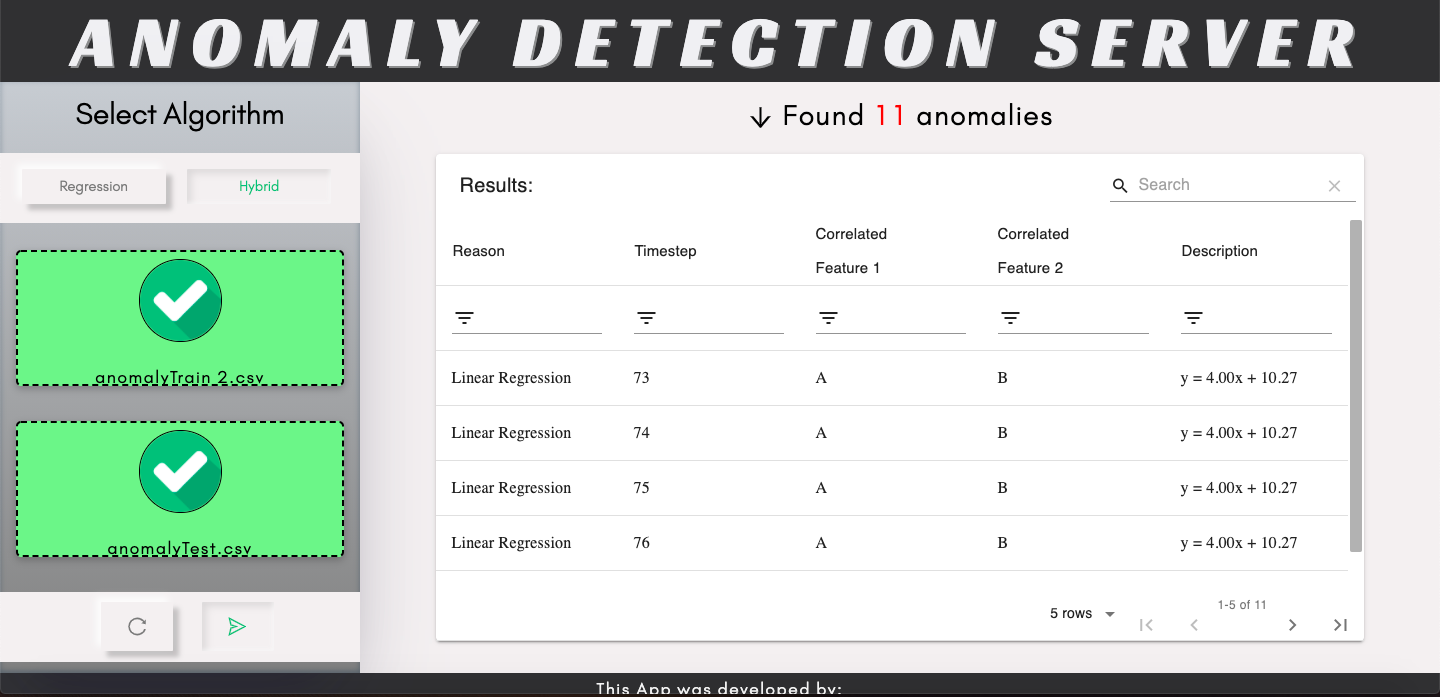 ANOMALY DETECTION SERVER
Select Algorithm
Regression Hybrid
anomalyTrain 2.csv
anomalyTest.csv
↓ Found 11 anomalies
Results:
Search
Reason Timestep Correlated Feature 1 Correlated Feature 2 Description
Linear Regression 73 A B y = 4.00x + 10.27
Linear Regression 74 A B y = 4.00x + 10.27
Linear Regression 75 A B y = 4.00x + 10.27
Linear Regression 76 A B y = 4.00x + 10.27
5 rows 1-5 of 11
This App was developed by: